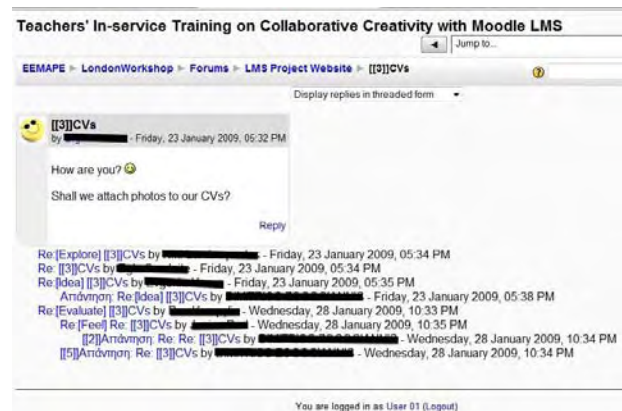 Teachers' In-service Training on Collaborative Creativity with Moodle LMS
Jump to...
EEMAPE ► LondonWorkshop ► Forums ► LMS Project Website ► [[3]]CVs
Display replies in threaded form
[[3]]CVs
by - Friday, 23 January 2009, 05:32 PM
How are you?
Shall we attach photos to our CVs?
Reply
Re:[Explore] [[3]]CVs by - Friday, 23 January 2009, 05:34 PM
Re: [[3]]CVs by - Friday, 23 January 2009, 05:34 PM
Re:[Idea] [[3]]CVs by - Friday, 23 January 2009, 05:35 PM
Απάντηση: Re:[Idea] [[3]]CVs by - Friday, 23 January 2009, 05:38 PM
Re:[Evaluate] [[3]]CVs by - Wednesday, 28 January 2009, 10:33 PM
Re [Feel] Re: [[3]]CVs by - Wednesday, 28 January 2009, 10:35 PM
[[2]]Απάντηση: Re: Re: [[3]]CVs by - Wednesday, 28 January 2009, 10:34 PM
[[5]]Απάντηση: Re: [[3]]CVs by - Wednesday, 28 January 2009, 10:34 PM
You are logged in as User 01 (Logout)